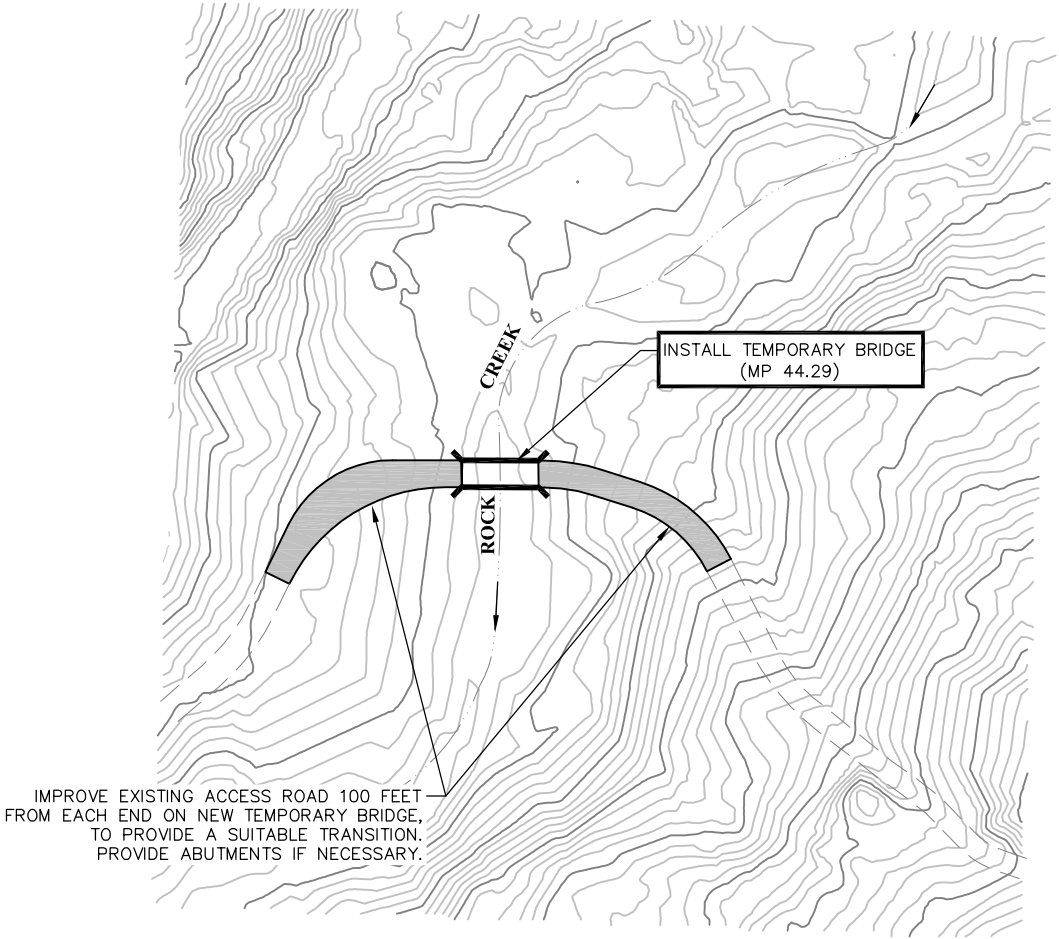 INSTALL TEMPORARY BRIDGE
(MP 44.29)
CREEK
ROCK
IMPROVE EXISTING ACCESS ROAD 100 FEET
FROM EACH END ON NEW TEMPORARY BRIDGE,
TO PROVIDE A SUITABLE TRANSITION.
PROVIDE ABUTMENTS IF NECESSARY.